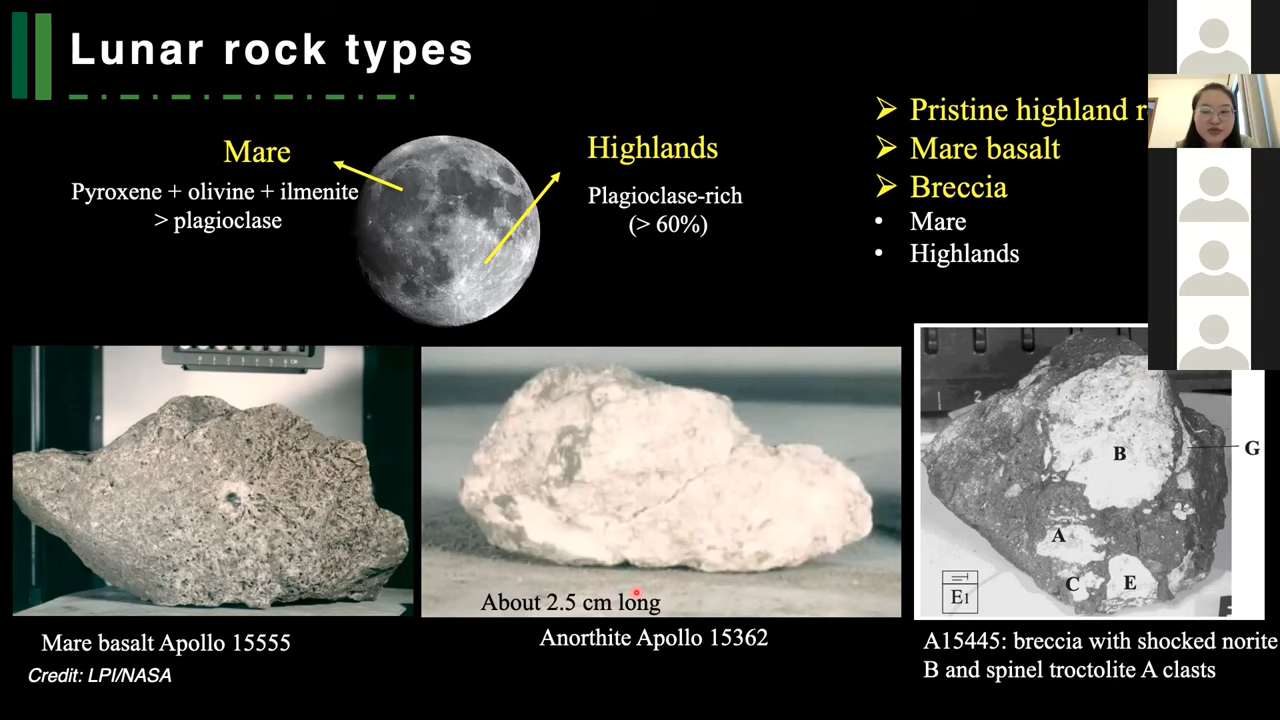 Lunar rock types
Mare
Pyroxene + olivine + ilmenite
> plagioclase
Highlands
Plagioclase-rich
(> 60%)
➢ Pristine highland r
➢ Mare basalt
➢ Breccia
• Mare
• Highlands
About 2.5 cm long
Mare basalt Apollo 15555
Credit: LPI/NASA
Anorthite Apollo 15362
1 2
B
G
A
C
E
E1
A15445: breccia with shocked norite
B and spinel troctolite A clasts